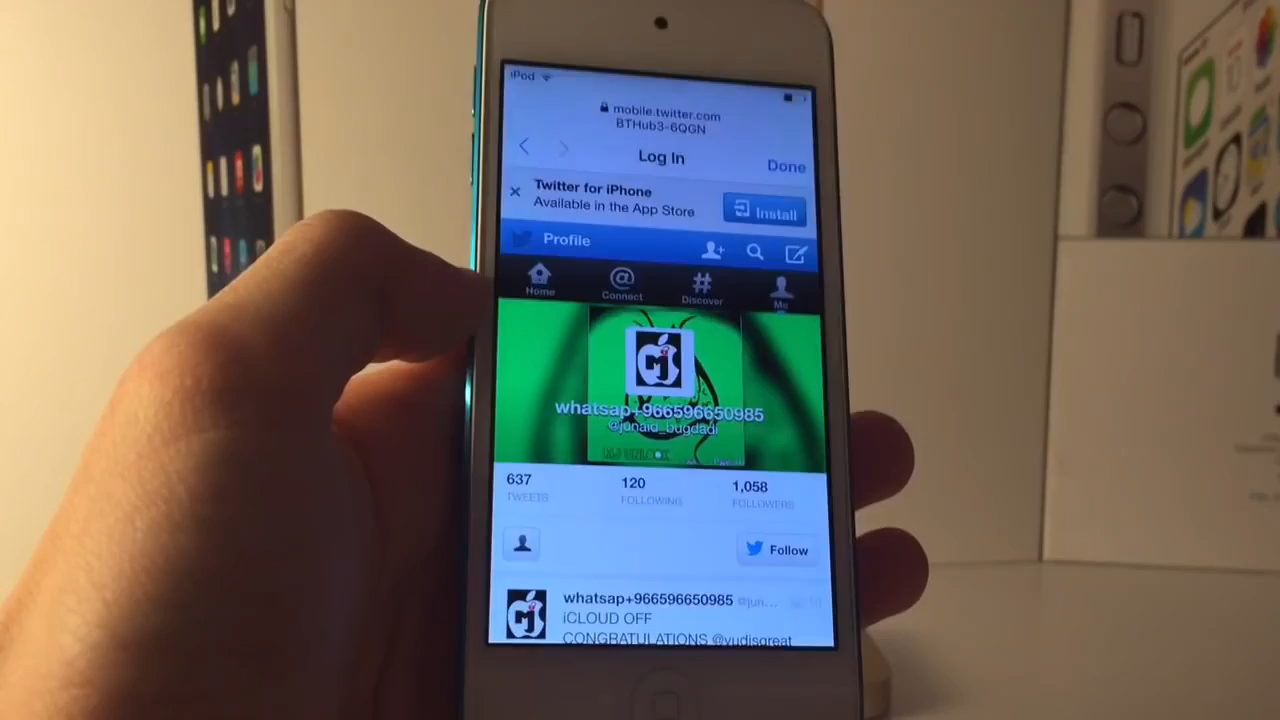 iPod
mobile.twitter.com
BTHub3-6QGN
Log In
Done
Twitter for iPhone
Available in the App Store
Install
Profile
Home
Connect
Discover
Me
whatsap+966596650985
@junaid_bugdadi
637
TWEETS
120
FOLLOWING
1,058
FOLLOWERS
Follow
whatsap+966596650985 @jun...
iCLOUD OFF
CONGRATULATIONS @yudisgreat